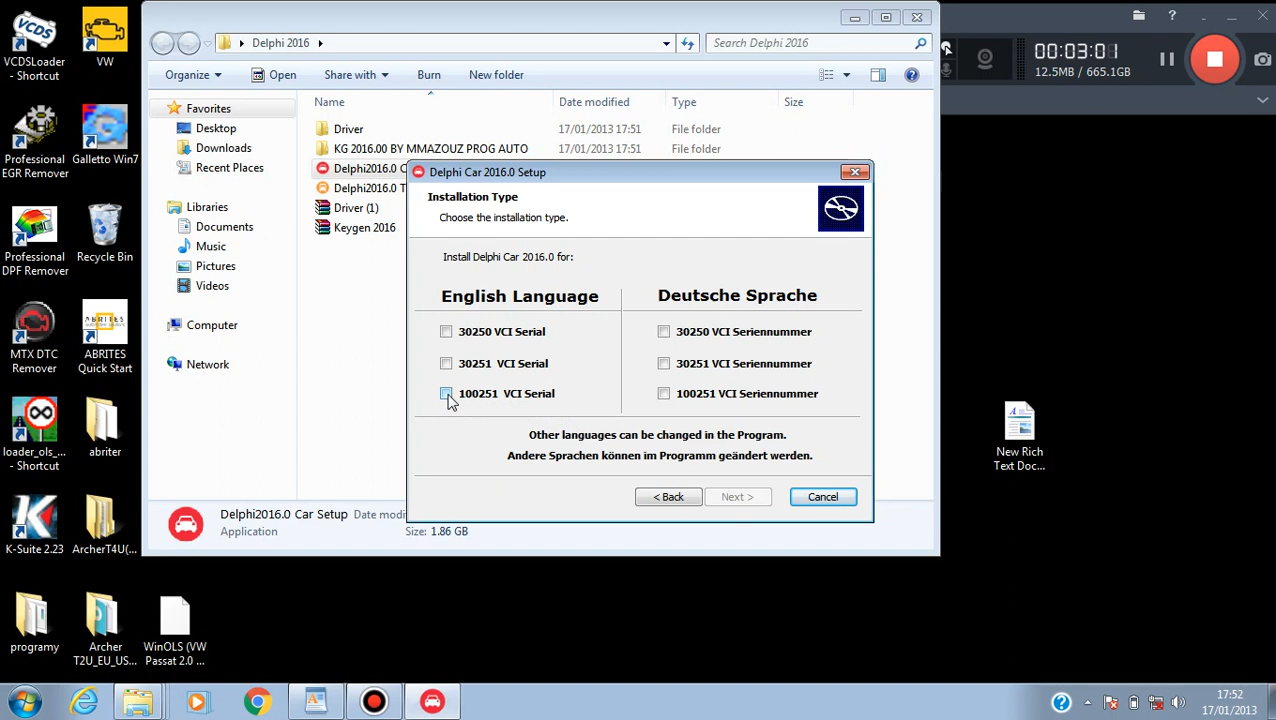 VCDSLoader
- Shortcut
VW
Professional
EGR Remover
Galletto Win7
Professional
DPF Remover
Recycle Bin
MTX DTC
Remover
ABRITES
ABRITES
Quick Start
loader_ols_...
- Shortcut
abriter
K-Suite 2.23
ArcherT4U(...
programy
Archer
T2U_EU_US...
WinOLS (VW
Passat 2.0 ...
Delphi 2016
Search Delphi 2016
Organize
Open
Share with
Burn
New folder
Favorites
Desktop
Downloads
Recent Places
Libraries
Documents
Music
Pictures
Videos
Computer
Network
Name
Date modified
Type
Size
Driver
17/01/2013 17:51
File folder
KG 2016.00 BY MMAZOUZ PROG AUTO
17/01/2013 17:51
File folder
Delphi2016.0 C
Delphi2016.0 T
Driver (1)
Keygen 2016
Delphi Car 2016.0 Setup
Installation Type
Choose the installation type.
Install Delphi Car 2016.0 for:
English Language
Deutsche Sprache
30250 VCI Serial
30250 VCI Seriennummer
30251 VCI Serial
30251 VCI Seriennummer
100251 VCI Serial
100251 VCI Seriennummer
Other languages can be changed in the Program.
Andere Sprachen können im Programm geändert werden.
< Back
Next >
Cancel
Delphi2016.0 Car Setup
Date modi
Application
Size: 1.86 GB
00:03:01
12.5MB / 665.1GB
New Rich
Text Doc...
17:52
17/01/2013